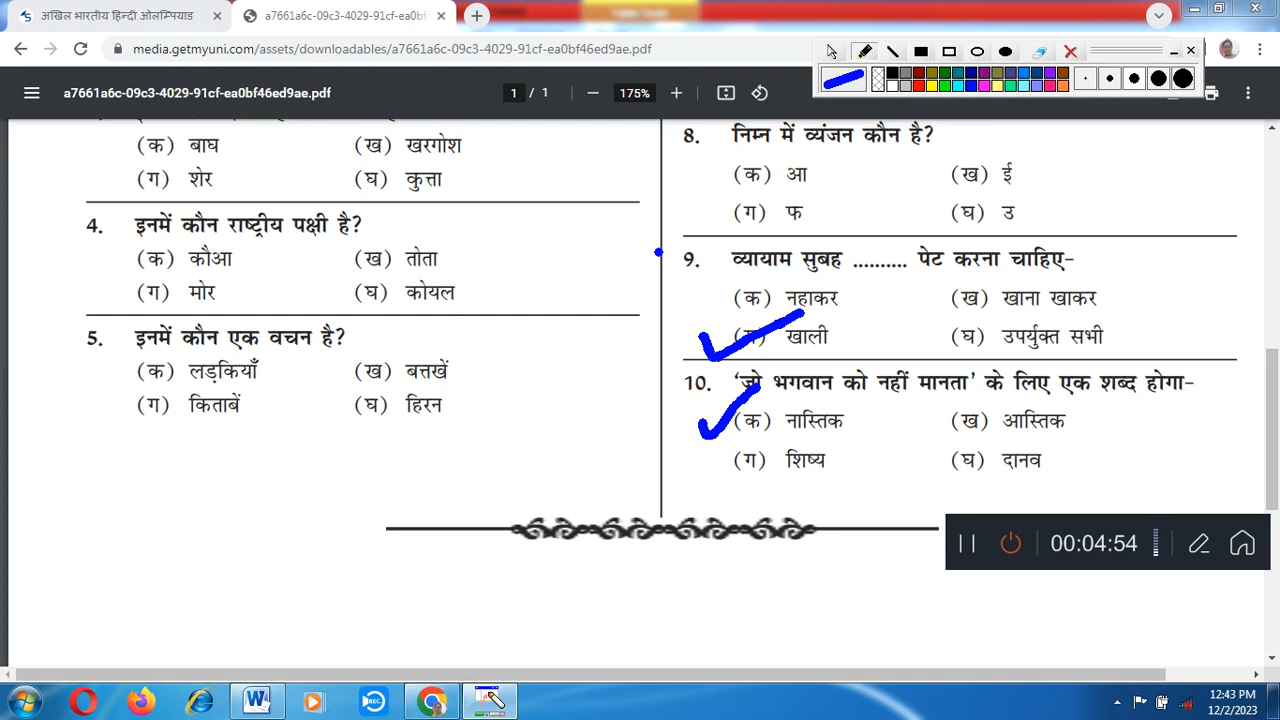 अखिल भारतीय हिन्दी ओलम्पियाड
a7661a6c-09c3-4029-91cf-ea0bf
media.getmyuni.com/assets/downloadables/a7661a6c-09c3-4029-91cf-ea0bf46ed9ae.pdf
a7661a6c-09c3-4029-91cf-ea0bf46ed9ae.pdf
1 / 1
175%
(क) बाघ (ख) खरगोश
(ग) शेर (घ) कुत्ता
4. इनमें कौन राष्ट्रीय पक्षी है?
(क) कौआ (ख) तोता
(ग) मोर (घ) कोयल
5. इनमें कौन एक वचन है?
(क) लड़कियाँ (ख) बत्तखें
(ग) किताबें (घ) हिरन
8. निम्न में व्यंजन कौन है?
(क) आ (ख) ई
(ग) फ (घ) उ
9. व्यायाम सुबह .......... पेट करना चाहिए-
(क) नहाकर (ख) खाना खाकर
(ग) खाली (घ) उपर्युक्त सभी
10. ‘जो भगवान को नहीं मानता’ के लिए एक शब्द होगा-
(क) नास्तिक (ख) आस्तिक
(ग) शिष्य (घ) दानव
00:04:54
REC
12:43 PM
12/2/2023